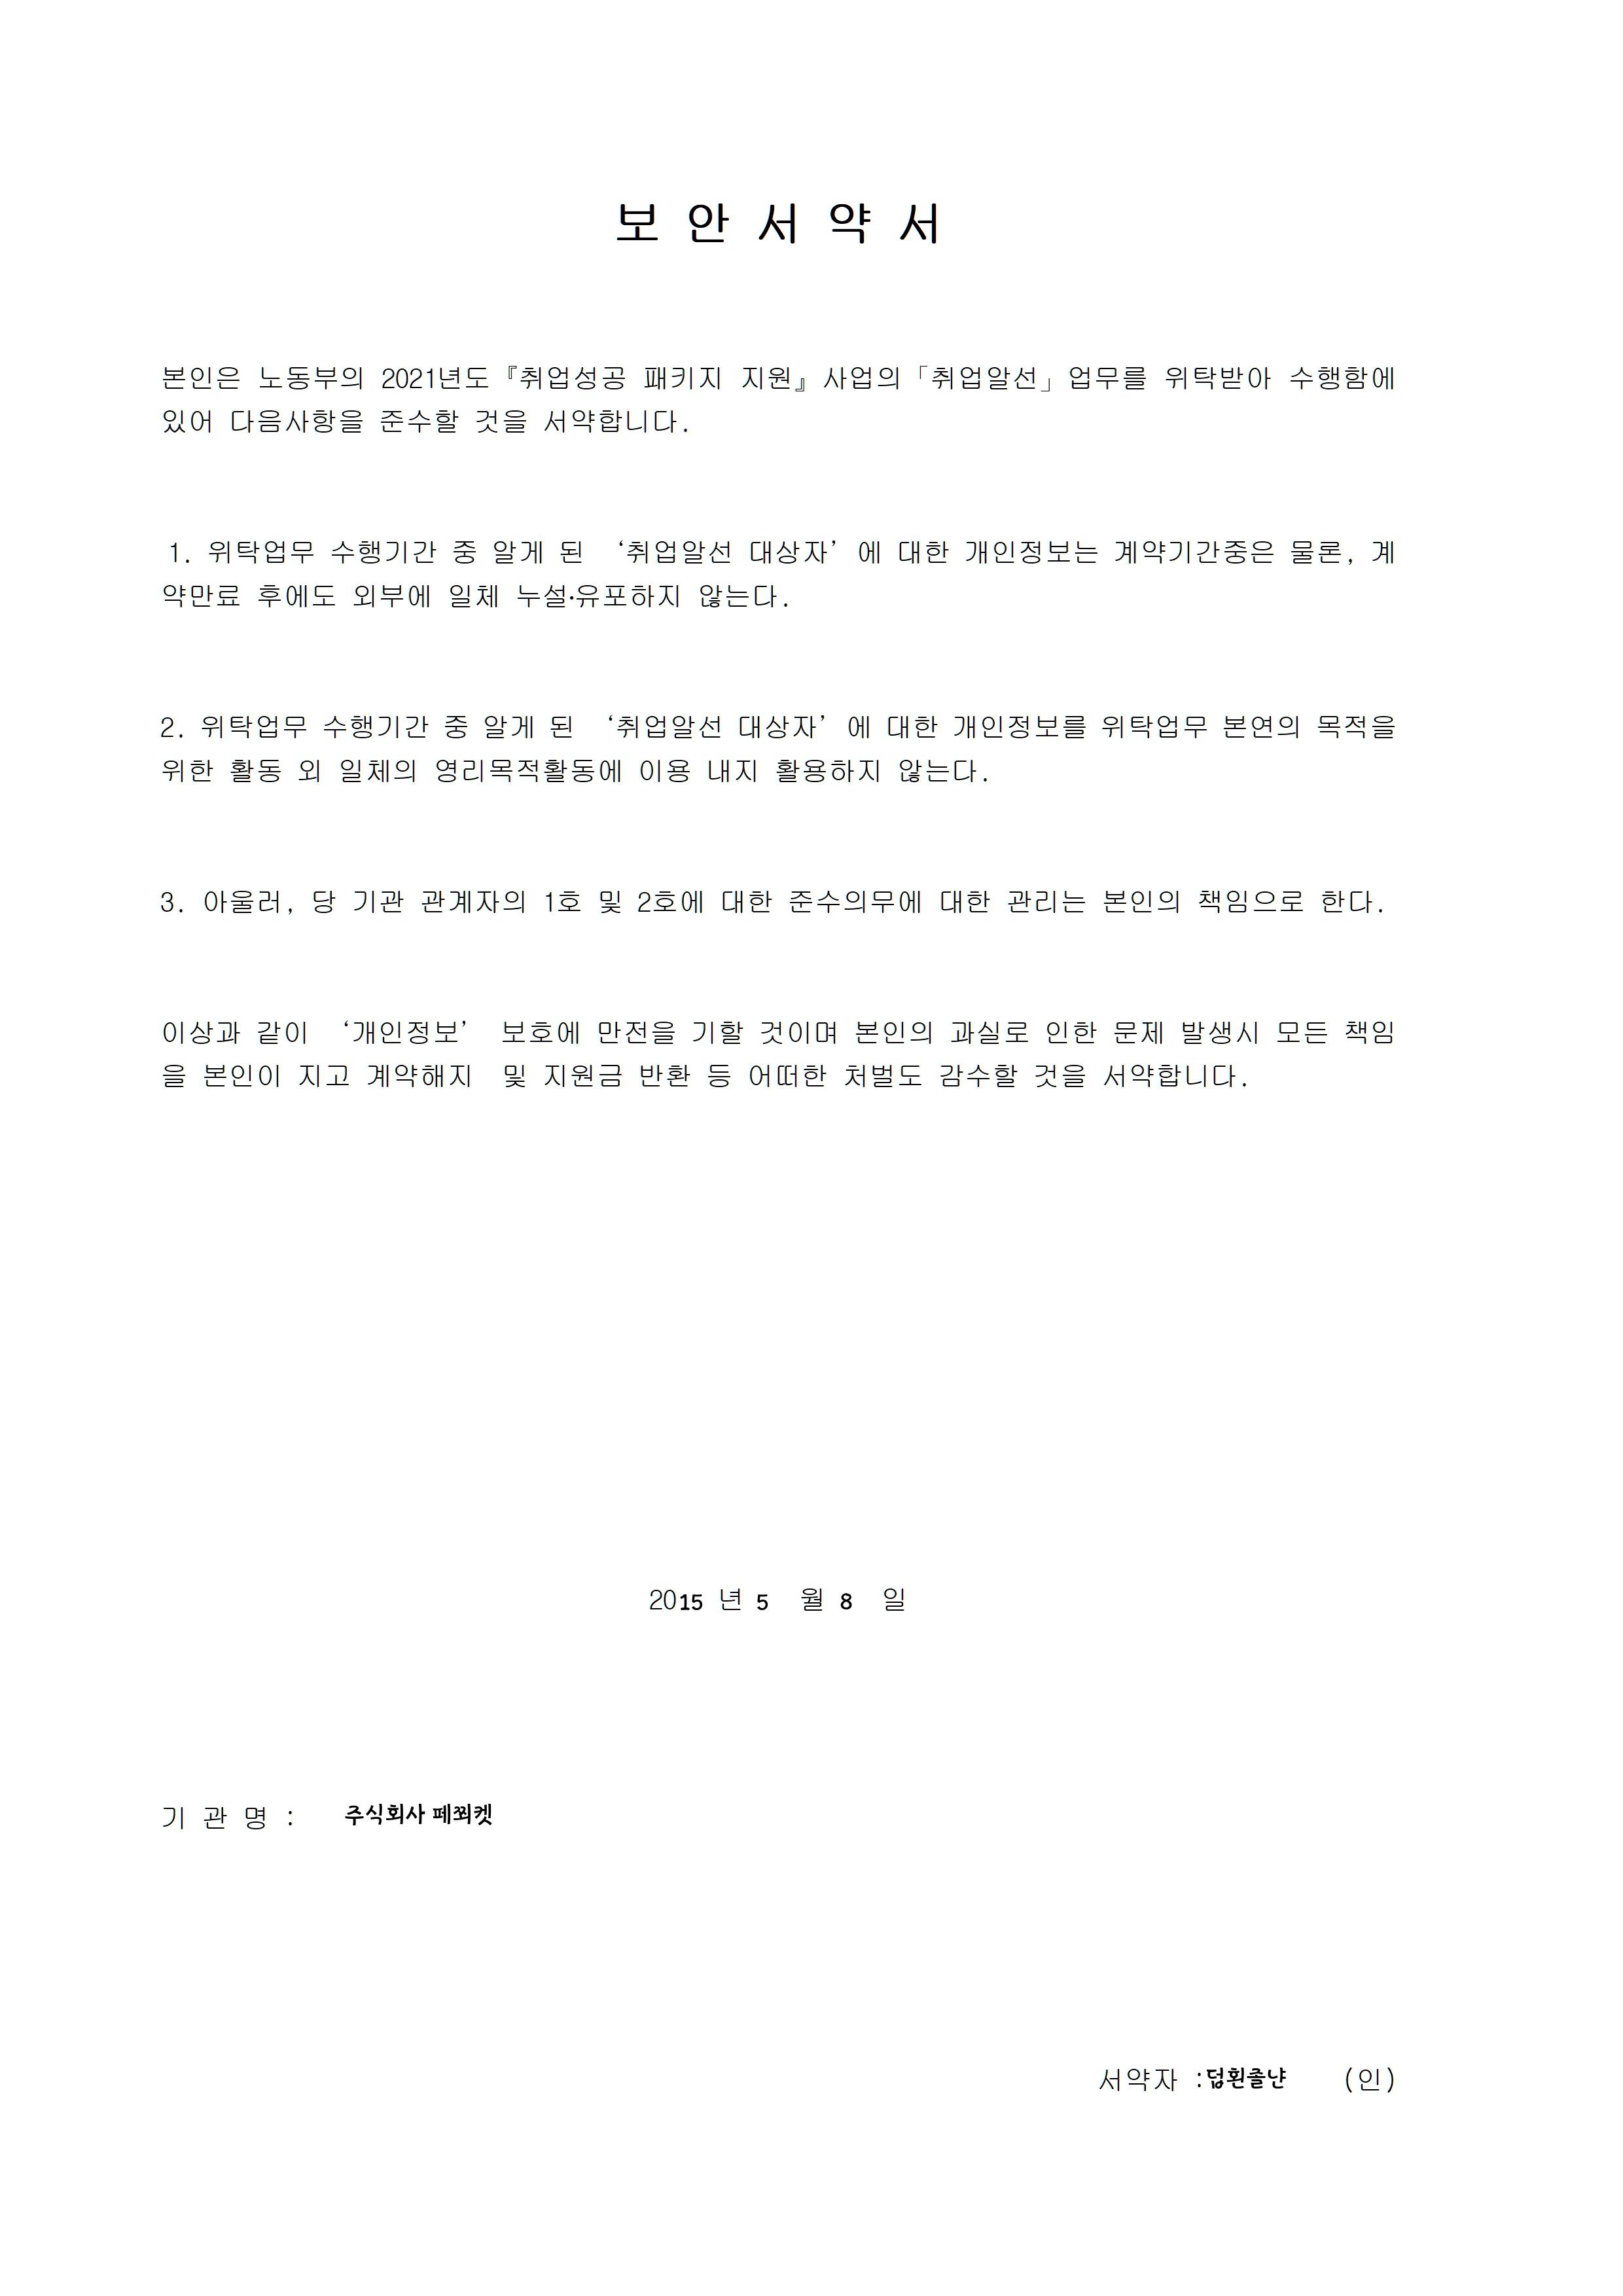 보 안 서 약 서
본인은 노동부의 2021년도『취업성공 패키지 지원』사업의「취업알선」업무를 위탁받아 수행함에
있어 다음사항을 준수할 것을 서약합니다.
1. 위탁업무 수행기간 중 알게 된 ‘취업알선 대상자’에 대한 개인정보는 계약기간중은 물론, 계
약만료 후에도 외부에 일체 누설·유포하지 않는다.
2. 위탁업무 수행기간 중 알게 된 ‘취업알선 대상자’에 대한 개인정보를 위탁업무 본연의 목적을
위한 활동 외 일체의 영리목적활동에 이용 내지 활용하지 않는다.
3. 아울러, 당 기관 관계자의 1호 및 2호에 대한 준수의무에 대한 관리는 본인의 책임으로 한다.
이상과 같이 ‘개인정보’ 보호에 만전을 기할 것이며 본인의 과실로 인한 문제 발생시 모든 책임
을 본인이 지고 계약해지 및 지원금 반환 등 어떠한 처벌도 감수할 것을 서약합니다.
2015 년 5 월 8 일
기 관 명 : 주식회사 페쬐켓
서약자 :덟횐졸냔 (인)